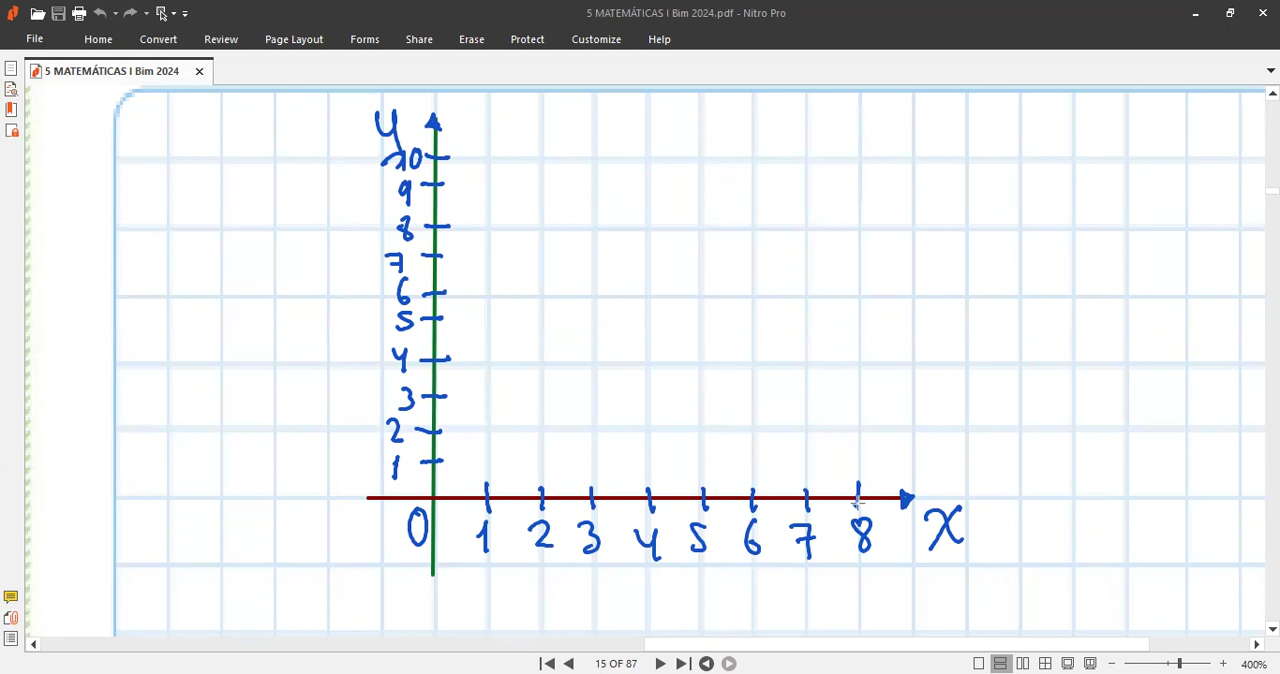 5 MATEMÁTICAS I Bim 2024.pdf - Nitro Pro
File Home Convert Review Page Layout Forms Share Erase Protect Customize Help
5 MATEMÁTICAS I Bim 2024
y
10
9
8
7
6
5
4
3
2
1
0 1 2 3 4 5 6 7 8 x
15 OF 87
400%